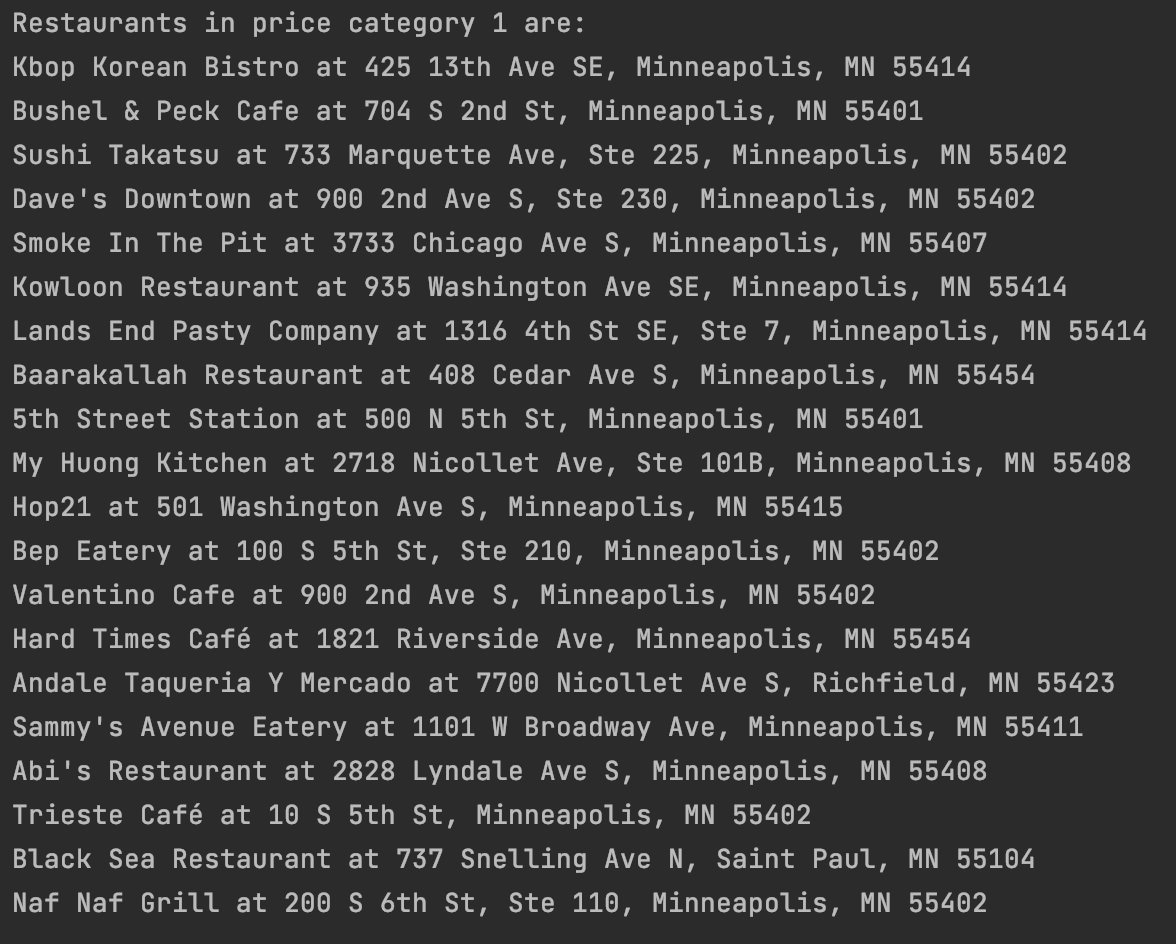 Restaurants in price category 1 are:
Kbop Korean Bistro at 425 13th Ave SE, Minneapolis, MN 55414
Bushel & Peck Cafe at 704 S 2nd St, Minneapolis, MN 55401
Sushi Takatsu at 733 Marquette Ave, Ste 225, Minneapolis, MN 55402
Dave's Downtown at 900 2nd Ave S, Ste 230, Minneapolis, MN 55402
Smoke In The Pit at 3733 Chicago Ave S, Minneapolis, MN 55407
Kowloon Restaurant at 935 Washington Ave SE, Minneapolis, MN 55414
Lands End Pasty Company at 1316 4th St SE, Ste 7, Minneapolis, MN 55414
Baarakallah Restaurant at 408 Cedar Ave S, Minneapolis, MN 55454
5th Street Station at 500 N 5th St, Minneapolis, MN 55401
My Huong Kitchen at 2718 Nicollet Ave, Ste 101B, Minneapolis, MN 55408
Hop21 at 501 Washington Ave S, Minneapolis, MN 55415
Bep Eatery at 100 S 5th St, Ste 210, Minneapolis, MN 55402
Valentino Cafe at 900 2nd Ave S, Minneapolis, MN 55402
Hard Times Café at 1821 Riverside Ave, Minneapolis, MN 55454
Andale Taqueria Y Mercado at 7700 Nicollet Ave S, Richfield, MN 55423
Sammy's Avenue Eatery at 1101 W Broadway Ave, Minneapolis, MN 55411
Abi's Restaurant at 2828 Lyndale Ave S, Minneapolis, MN 55408
Trieste Café at 10 S 5th St, Minneapolis, MN 55402
Black Sea Restaurant at 737 Snelling Ave N, Saint Paul, MN 55104
Naf Naf Grill at 200 S 6th St, Ste 110, Minneapolis, MN 55402